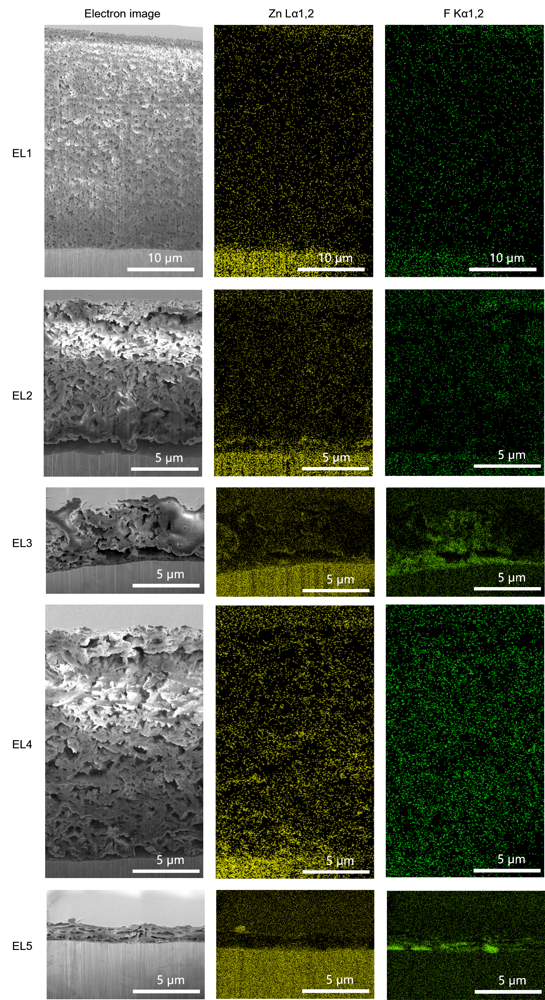 Electron image Zn Lα1,2 F Kα1,2
EL1
10 µm 10 µm 10 µm
EL2
5 µm 5 µm 5 µm
EL3
5 µm 5 µm 5 µm
EL4
5 µm 5 µm 5 µm
EL5
5 µm 5 µm 5 µm